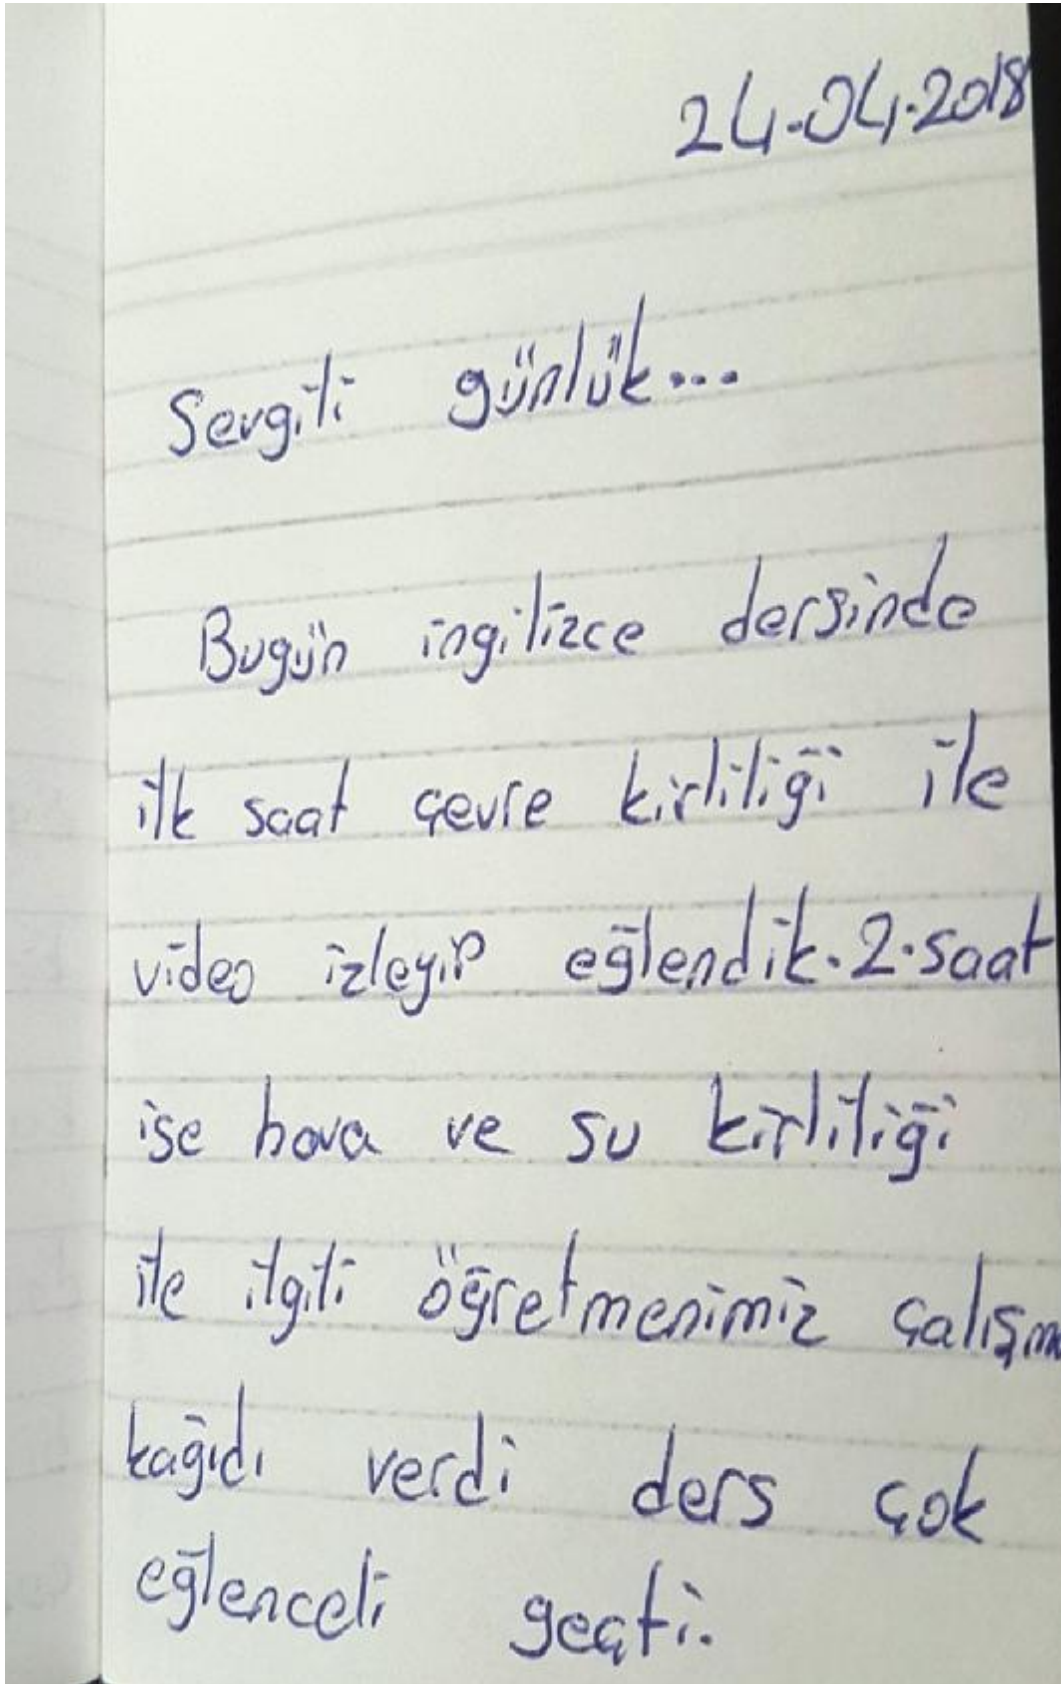 24.04.2018
Sevgili günlük...
Bugün ingilizce dersinde
ilk saat çevre kirliliği ile
video izleyip eğlendik. 2. saat
ise hava ve su kirliliği
ile ilgili öğretmenimiz çalışm
kağıdı verdi ders çok
eğlenceli geçti.